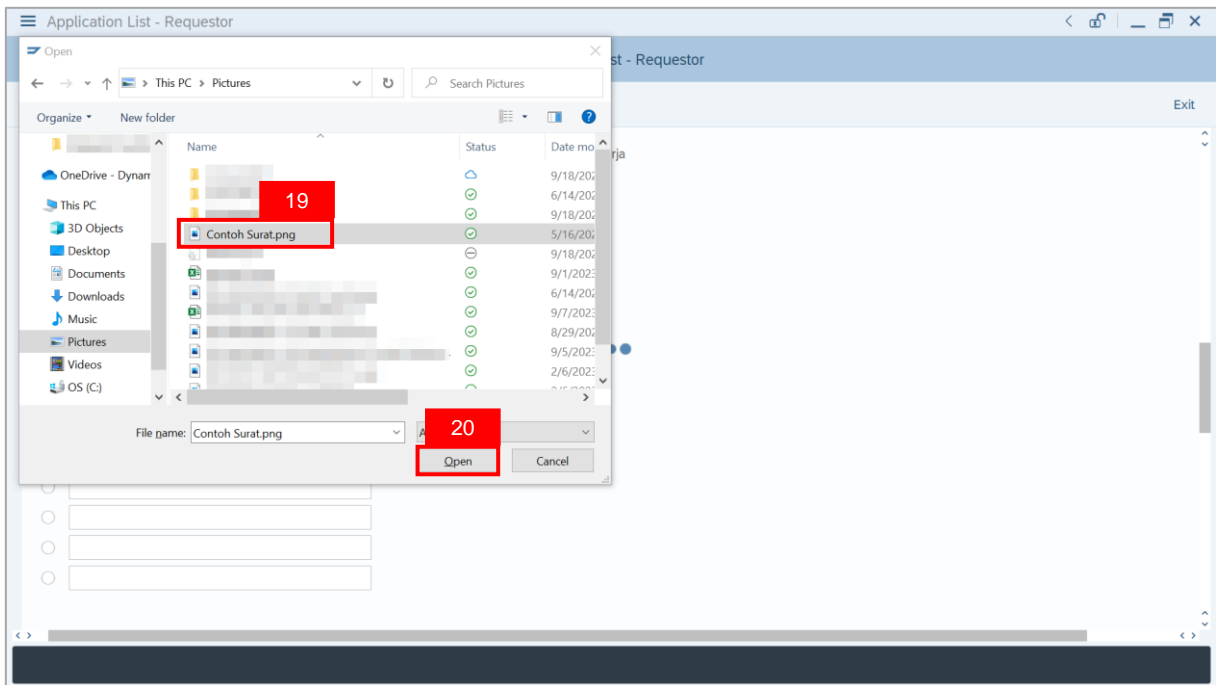 Application List - Requestor
Open
st - Requestor
This PC > Pictures
Search Pictures
Exit
Organize
New folder
Name
Status
Date mo
rja
OneDrive - Dynam
This PC
3D Objects
Desktop
Documents
Downloads
Music
Pictures
Videos
OS (C:)
9/18/202
6/14/202
19
9/18/202
Contoh Surat.png
5/16/202
9/18/202
9/1/2023
6/14/202
9/7/2023
8/29/202
9/5/2023
2/6/2023
File name:
Contoh Surat.png
A
20
Open
Cancel